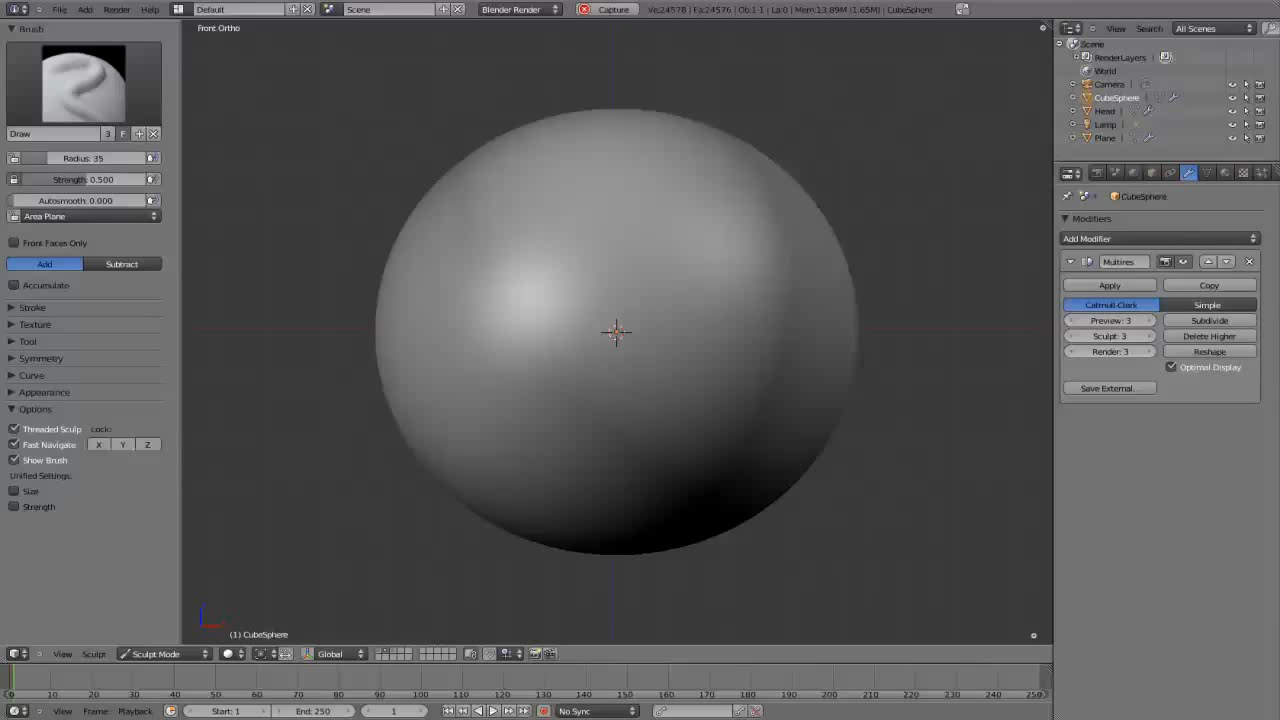 File Add Render Help Default Scene Blender Render Capture Ve:24578 | Fa:24576 | Ob:1-1 | La:0 | Mem:13.89M (1.65M) | CubeSphere
Brush
Draw 3 F
Radius: 35
Strength: 0.500
Autosmooth: 0.000
Area Plane
Front Faces Only
Add Subtract
Accumulate
Stroke
Texture
Tool
Symmetry
Curve
Appearance
Options
Threaded Sculp Lock:
Fast Navigate X Y Z
Show Brush
Unified Settings:
Size
Strength
Front Ortho
(1) CubeSphere
View Search All Scenes
Scene
RenderLayers |
World
Camera |
CubeSphere |
Head |
Lamp |
Plane |
CubeSphere
Modifiers
Add Modifier
Multires
Apply Copy
Catmull-Clark Simple
Preview: 3 Subdivide
Sculpt: 3 Delete Higher
Render: 3 Reshape
Optimal Display
Save External...
View Sculpt Sculpt Mode Global
0 10 20 30 40 50 60 70 80 90 100 110 120 130 140 150 160 170 180 190 200 210 220 230 240 250
View Frame Playback Start: 1 End: 250 1 No Sync